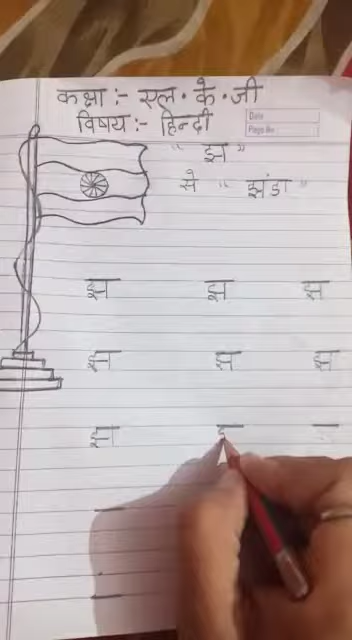 कक्षा :- एल. के. जी
विषय :- हिन्दी
Date
Page No
" झ "
से " झंडा "
झ झ झ
झ झ झ
झ